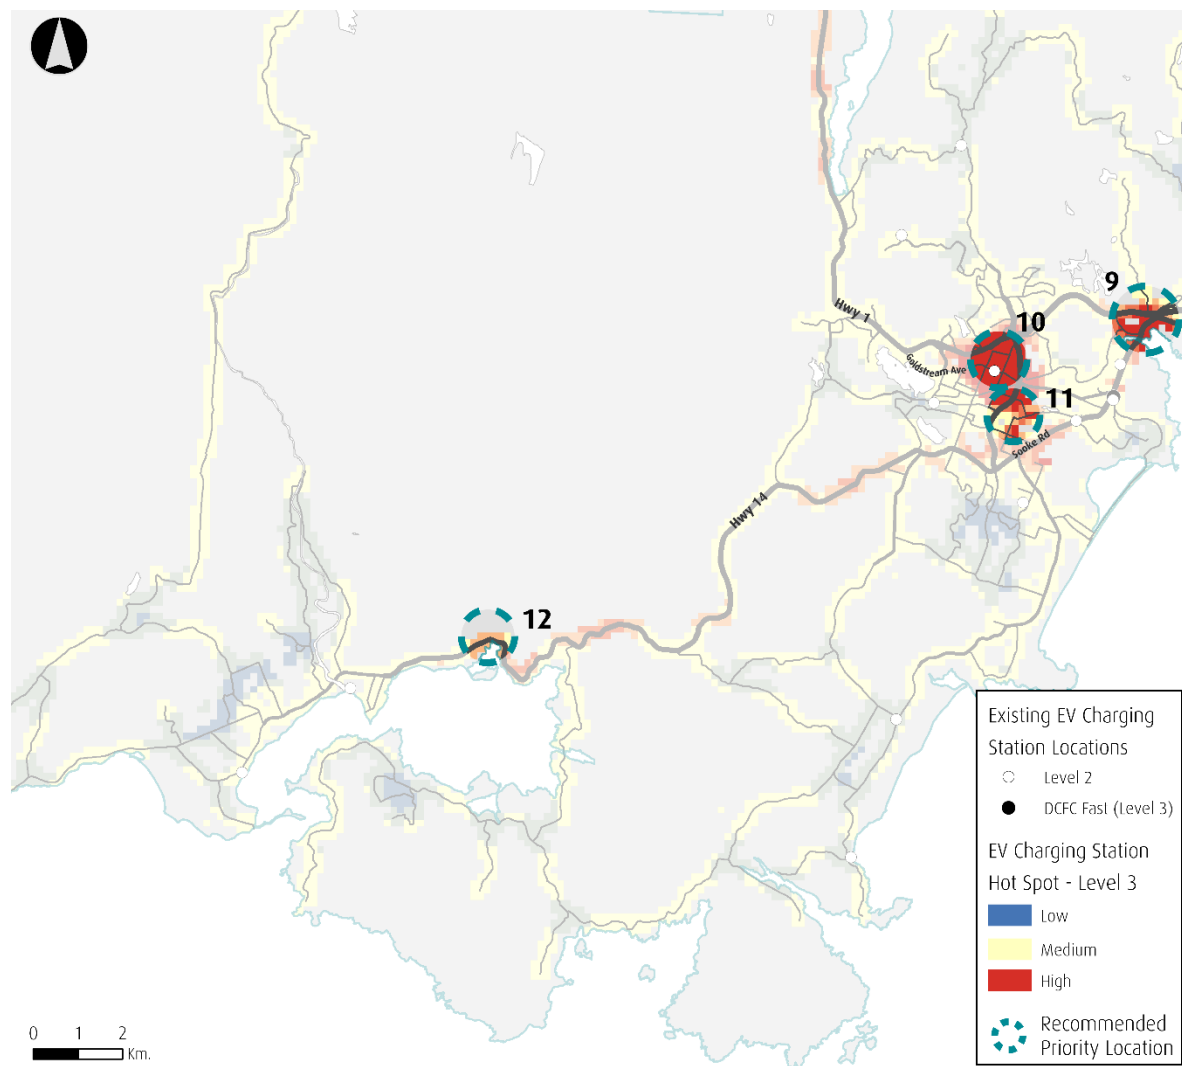 9
10
Hwy 1
Goldstream Ave
11
Sooke Rd
Hwy 14
12
Existing EV Charging
Station Locations
Level 2
DCFC Fast (Level 3)
EV Charging Station
Hot Spot - Level 3
Low
Medium
High
Recommended
Priority Location
0 1 2
Km.